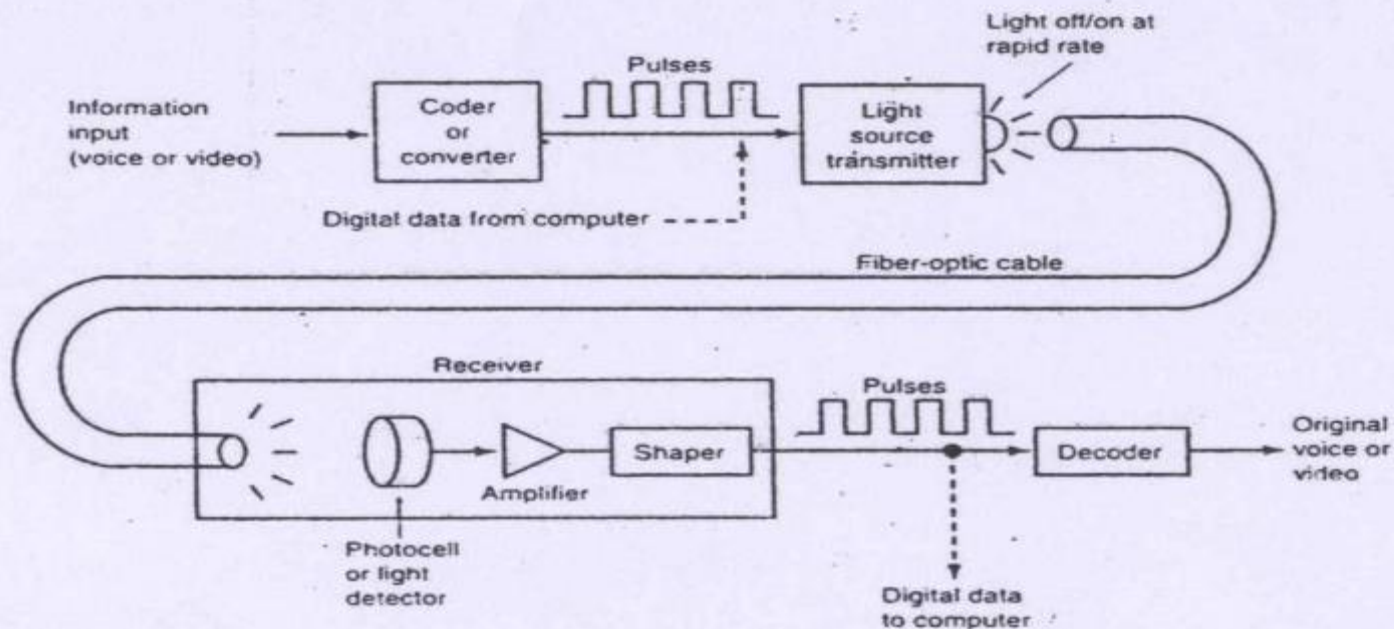 Light off/on at
rapid rate
Pulses
Information
input
(voice or video)
Coder
or
converter
Light
source
transmitter
Digital data from computer
Fiber-optic cable
Receiver
Pulses
Shaper
Amplifier
Decoder
Original
voice or
video
Photocell
or light
detector
Digital data
to computer